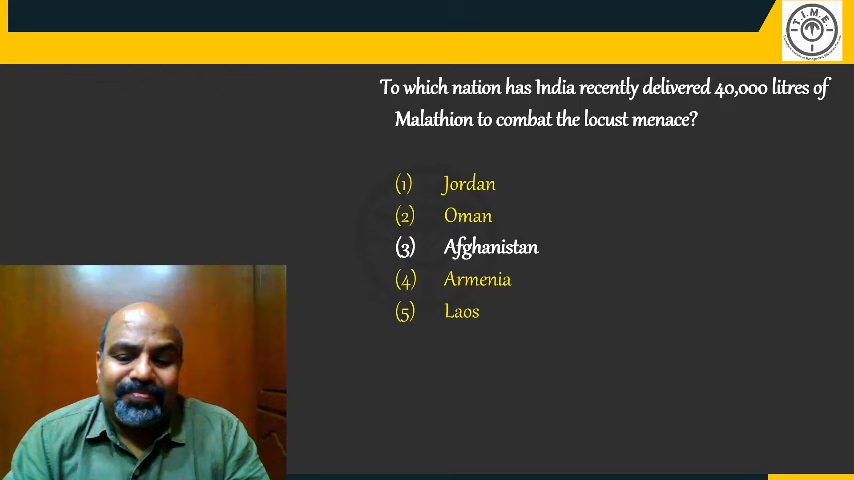 T.I.M.E.
To which nation has India recently delivered 40,000 litres of
Malathion to combat the locust menace?
(1) Jordan
(2) Oman
(3) Afghanistan
(4) Armenia
(5) Laos